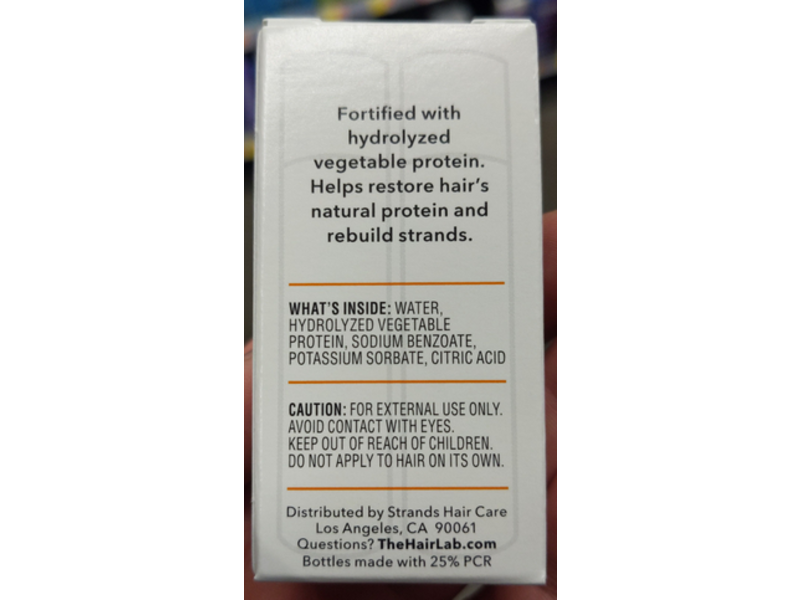 Fortified with
hydrolyzed
vegetable protein.
Helps restore hair's
natural protein and
rebuild strands.
WHAT'S INSIDE: WATER,
HYDROLYZED VEGETABLE
PROTEIN, SODIUM BENZOATE,
POTASSIUM SORBATE, CITRIC ACID
CAUTION: FOR EXTERNAL USE ONLY.
AVOID CONTACT WITH EYES.
KEEP OUT OF REACH OF CHILDREN.
DO NOT APPLY TO HAIR ON ITS OWN.
Distributed by Strands Hair Care
Los Angeles, CA 90061
Questions? TheHairLab.com
Bottles made with 25% PCR